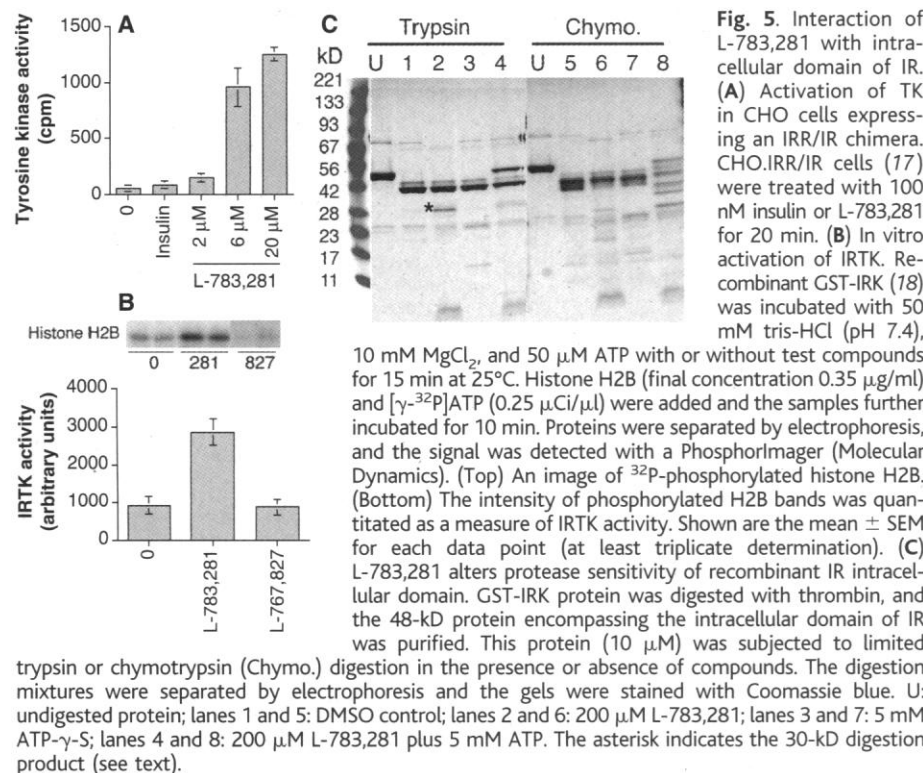 A
Tyrosine kinase activity
(cpm)
1500
1000
500
0
0
Insulin
2 µM
6 µM
20 µM
L-783,281
B
Histone H2B
0 281 827
IRTK activity
(arbitrary units)
4000
3000
2000
1000
0
0
L-783,281
L-767,827
C
Trypsin Chymo.
kD U 1 2 3 4 U 5 6 7 8
221
133
93
67
56
42
28
23
17
11
*
Fig. 5. Interaction of
L-783,281 with intra-
cellular domain of IR.
(A) Activation of TK
in CHO cells express-
ing an IRR/IR chimera.
CHO.IRR/IR cells (17)
were treated with 100
nM insulin or L-783,281
for 20 min. (B) In vitro
activation of IRTK. Re-
combinant GST-IRK (18)
was incubated with 50
mM tris-HCl (pH 7.4),
10 mM MgCl₂, and 50 µM ATP with or without test compounds
for 15 min at 25°C. Histone H2B (final concentration 0.35 µg/ml)
and [γ-³²P]ATP (0.25 µCi/µl) were added and the samples further
incubated for 10 min. Proteins were separated by electrophoresis,
and the signal was detected with a PhosphorImager (Molecular
Dynamics). (Top) An image of ³²P-phosphorylated histone H2B.
(Bottom) The intensity of phosphorylated H2B bands was quan-
titated as a measure of IRTK activity. Shown are the mean ± SEM
for each data point (at least triplicate determination). (C)
L-783,281 alters protease sensitivity of recombinant IR intracel-
lular domain. GST-IRK protein was digested with thrombin, and
the 48-kD protein encompassing the intracellular domain of IR
was purified. This protein (10 µM) was subjected to limited
trypsin or chymotrypsin (Chymo.) digestion in the presence or absence of compounds. The digestion
mixtures were separated by electrophoresis and the gels were stained with Coomassie blue. U:
undigested protein; lanes 1 and 5: DMSO control; lanes 2 and 6: 200 µM L-783,281; lanes 3 and 7: 5 mM
ATP-γ-S; lanes 4 and 8: 200 µM L-783,281 plus 5 mM ATP. The asterisk indicates the 30-kD digestion
product (see text).